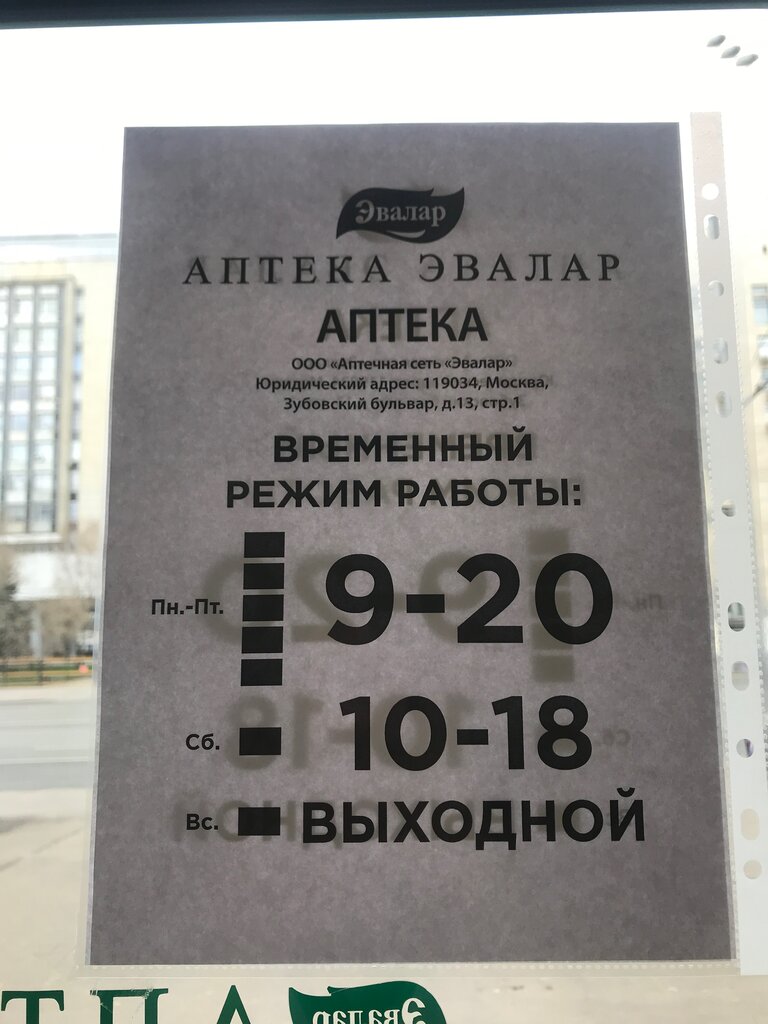 Эвалар
АПТЕКА ЭВАЛАР
АПТЕКА
ООО «Аптечная сеть «Эвалар»
Юридический адрес: 119034, Москва,
Зубовский бульвар, д.13, стр.1
ВРЕМЕННЫЙ
РЕЖИМ РАБОТЫ:
Пн.-Пт. 9-20
Сб. 10-18
Вс. ВЫХОДНОЙ
Эвалар